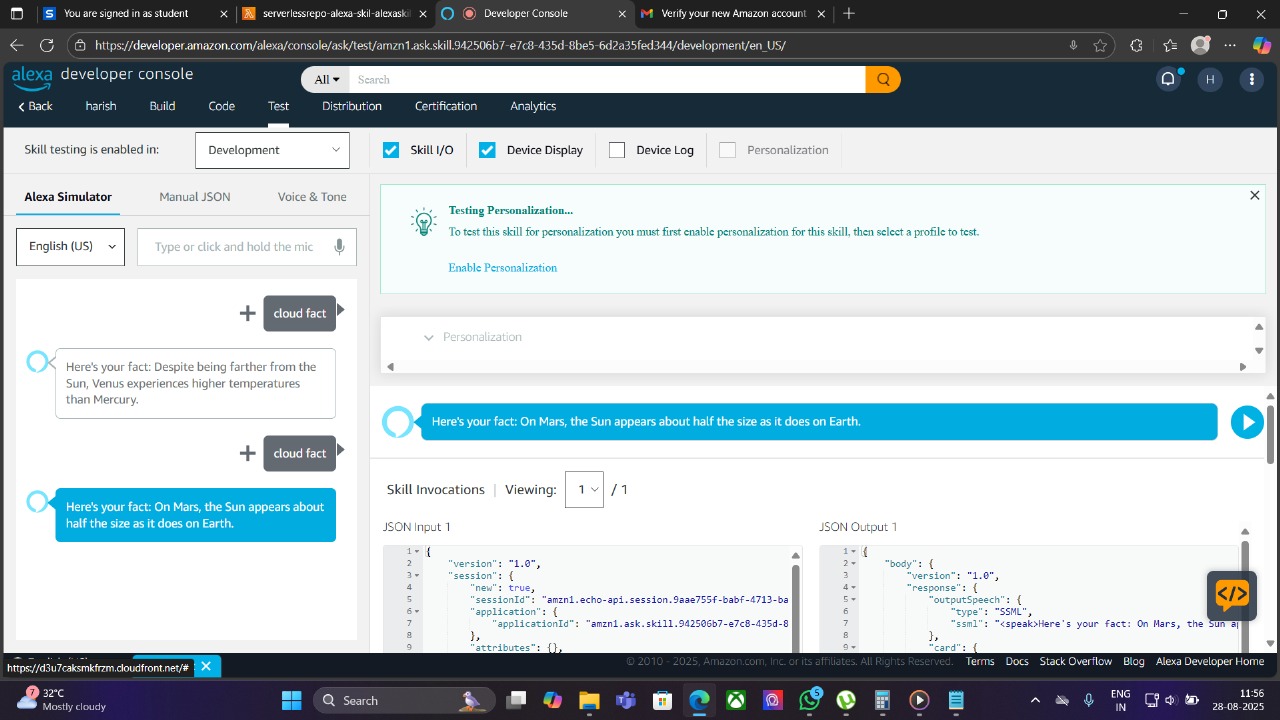 You are signed in as student
serverlessrepo-alexa-skil-alexaskil
Developer Console
Verify your new Amazon account
https://developer.amazon.com/alexa/console/ask/test/amzn1.ask.skill.942506b7-e7c8-435d-8be5-6d2a35fed344/development/en_US/
alexa developer console
All
Search
H
Back
harish
Build
Code
Test
Distribution
Certification
Analytics
Skill testing is enabled in:
Development
Skill I/O
Device Display
Device Log
Personalization
Alexa Simulator
Manual JSON
Voice & Tone
English (US)
Type or click and hold the mic
Testing Personalization...
To test this skill for personalization you must first enable personalization for this skill, then select a profile to test.
Enable Personalization
Personalization
cloud fact
Here's your fact: Despite being farther from the
Sun, Venus experiences higher temperatures
than Mercury.
cloud fact
Here's your fact: On Mars, the Sun appears about
half the size as it does on Earth.
Here's your fact: On Mars, the Sun appears about half the size as it does on Earth.
Skill Invocations | Viewing: 1 / 1
JSON Input 1
1 {
2 "version": "1.0",
3 "session": {
4 "new": true,
5 "sessionId": "amzn1.echo-api.session.9aae755f-babf-4713-ba
6 "application": {
7 "applicationId": "amzn1.ask.skill.942506b7-e7c8-435d-8
8 },
9 "attributes": {},
JSON Output 1
1 {
2 "body": {
3 "version": "1.0",
4 "response": {
5 "outputSpeech": {
6 "type": "SSML",
7 "ssml": "<speak>Here's your fact: On Mars, the Sun ap
8 },
9 "card": {
</>
https://d3u7caksmkfrzm.cloudfront.net/#
© 2010 - 2025, Amazon.com, Inc. or its affiliates. All Rights Reserved.
Terms
Docs
Stack Overflow
Blog
Alexa Developer Home
7
32°C
Mostly cloudy
Search
5
ENG
IN
11:56
28-08-2025